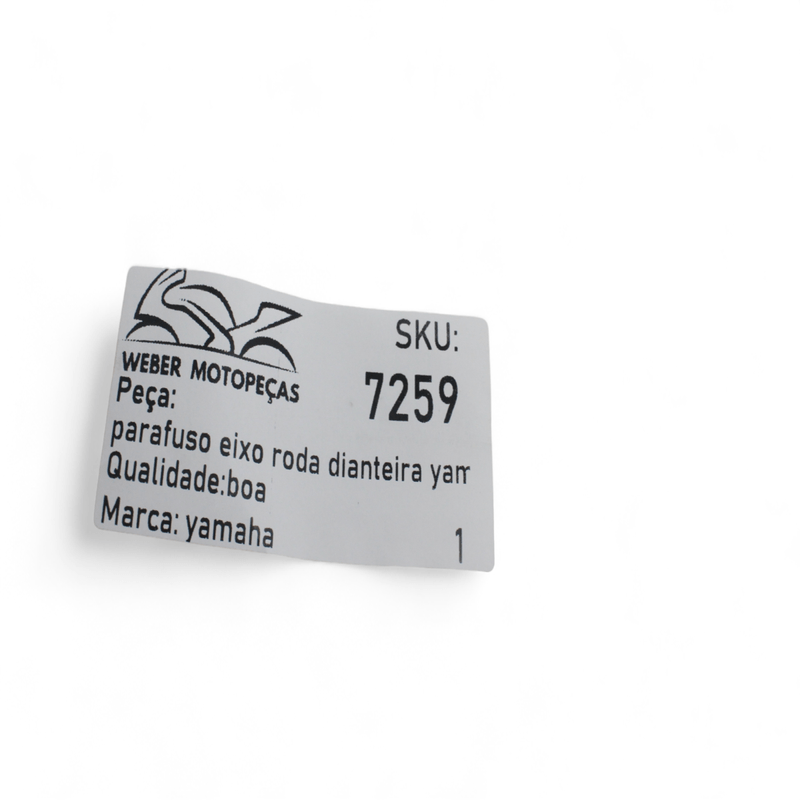 WEBER MOTOPEÇAS
SKU:
7259
Peça:
parafuso eixo roda dianteira yam
Qualidade:boa
Marca: yamaha
1